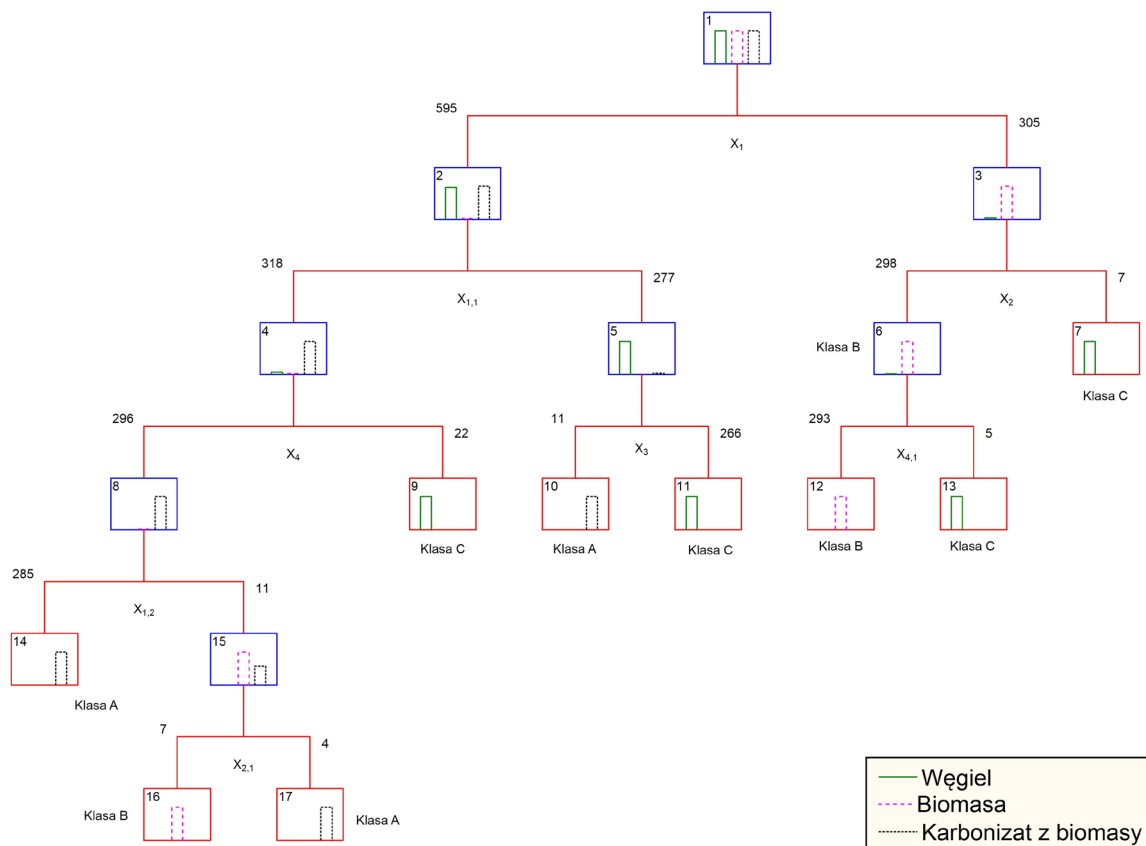 1
595
305
X1
2
3
318
277
298
7
X1,1
X2
4
5
Klasa B
6
7
Klasa C
296
22
11
266
293
5
X4
X3
X4,1
8
9
10
11
12
13
Klasa C
Klasa A
Klasa C
Klasa B
Klasa C
285
11
X1,2
14
15
Klasa A
7
4
X2,1
Klasa B
16
17
Klasa A
Węgiel
Biomasa
Karbonizat z biomasy